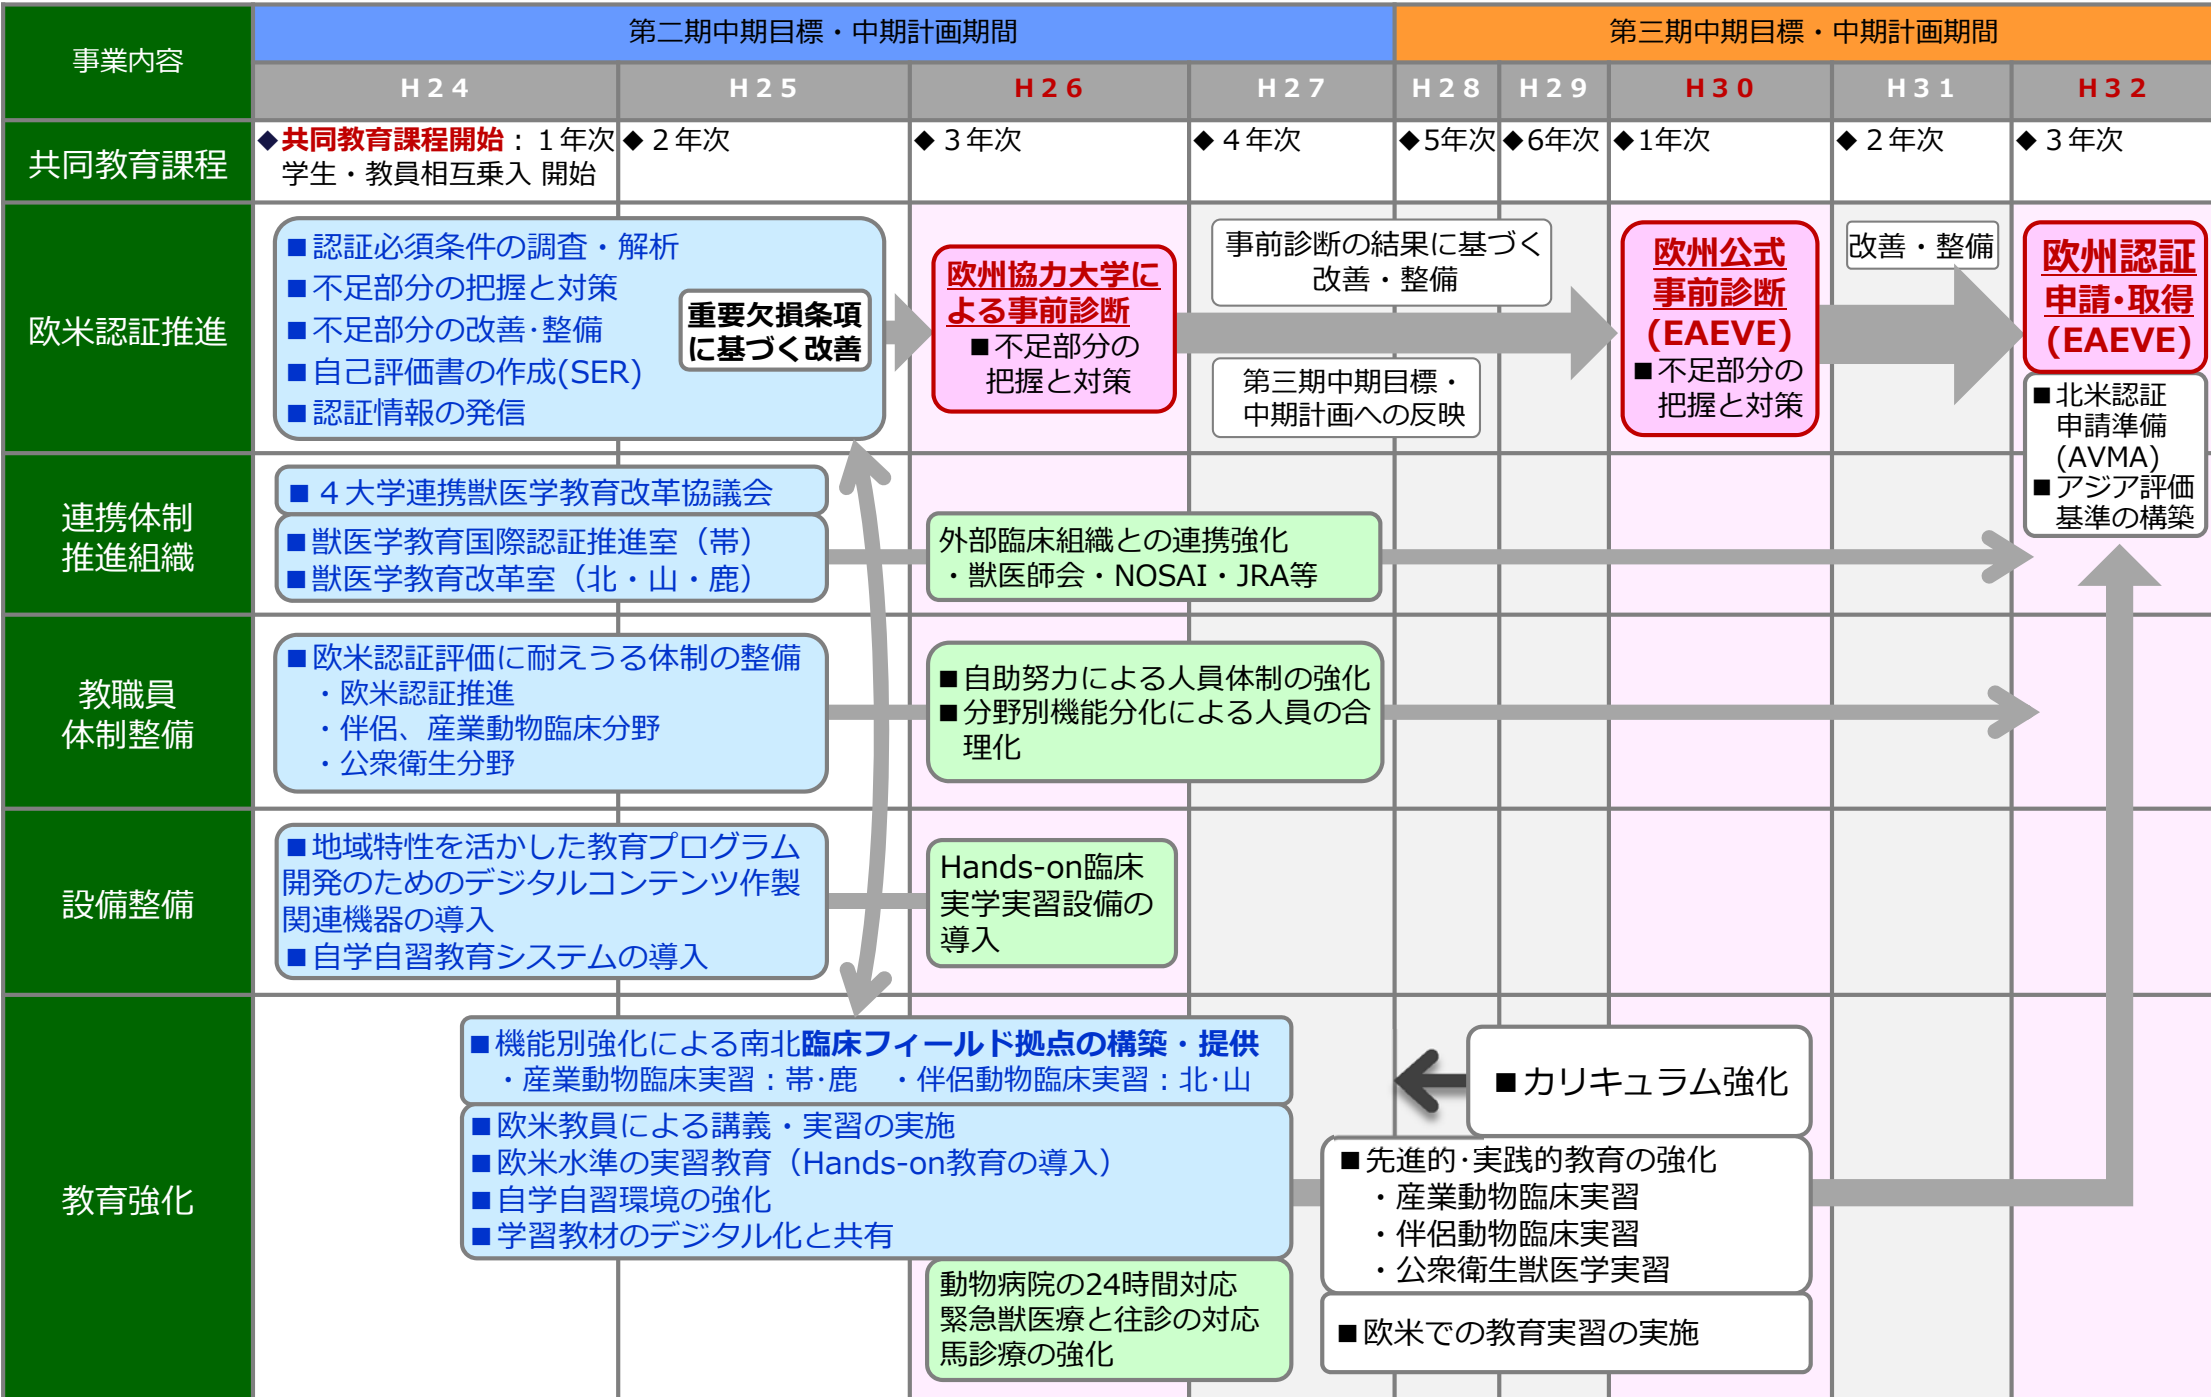 事業内容
第二期中期目標・中期計画期間
第三期中期目標・中期計画期間
H24
H25
H26
H27
H28
H29
H30
H31
H32
共同教育課程
◆共同教育課程開始：１年次
学生・教員相互乗入 開始
◆２年次
◆３年次
◆４年次
◆5年次
◆6年次
◆1年次
◆２年次
◆３年次
欧米認証推進
■認証必須条件の調査・解析
■不足部分の把握と対策
■不足部分の改善･整備
■自己評価書の作成(SER)
■認証情報の発信
重要欠損条項
に基づく改善
欧州協力大学に
よる事前診断
■不足部分の
把握と対策
事前診断の結果に基づく
改善・整備
第三期中期目標・
中期計画への反映
欧州公式
事前診断
(EAEVE)
■不足部分の
把握と対策
改善・整備
欧州認証
申請･取得
(EAEVE)
■北米認証
申請準備
(AVMA)
■アジア評価
基準の構築
連携体制
推進組織
■４大学連携獣医学教育改革協議会
■獣医学教育国際認証推進室（帯）
■獣医学教育改革室（北・山・鹿）
外部臨床組織との連携強化
・獣医師会・NOSAI・JRA等
教職員
体制整備
■欧米認証評価に耐えうる体制の整備
・欧米認証推進
・伴侶、産業動物臨床分野
・公衆衛生分野
■自助努力による人員体制の強化
■分野別機能分化による人員の合
理化
設備整備
■地域特性を活かした教育プログラム
開発のためのデジタルコンテンツ作製
関連機器の導入
■自学自習教育システムの導入
Hands-on臨床
実学実習設備の
導入
教育強化
■機能別強化による南北臨床フィールド拠点の構築・提供
・産業動物臨床実習：帯･鹿　・伴侶動物臨床実習：北･山
■欧米教員による講義・実習の実施
■欧米水準の実習教育（Hands-on教育の導入）
■自学自習環境の強化
■学習教材のデジタル化と共有
動物病院の24時間対応
緊急獣医療と往診の対応
馬診療の強化
■カリキュラム強化
■先進的･実践的教育の強化
・産業動物臨床実習
・伴侶動物臨床実習
・公衆衛生獣医学実習
■欧米での教育実習の実施